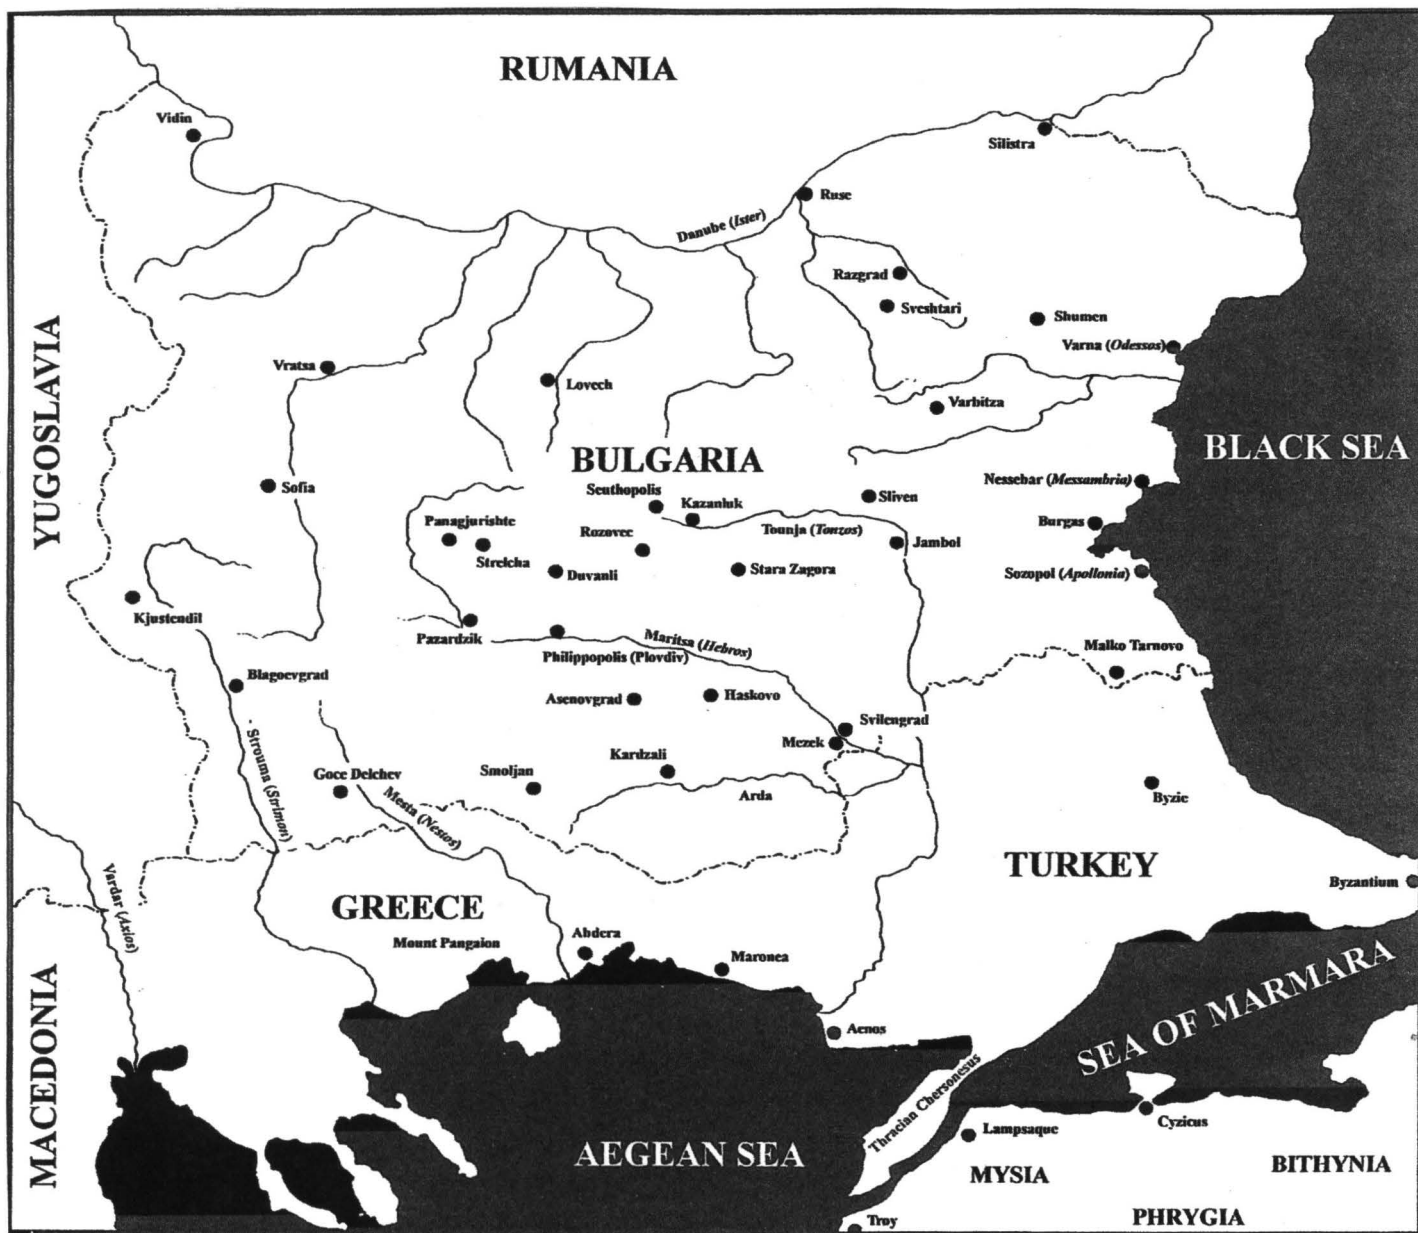 RUMANIA
Vidin
Silistra
Ruse
Danube (Ister)
Razgrad
Sveshtari
Shumen
Varna (Odessos)
YUGOSLAVIA
Vratsa
Lovech
Varbitza
BLACK SEA
BULGARIA
Sofia
Seuthopolis
Kazanluk
Sliven
Nessebar (Messambria)
Panagjurishte
Strelcha
Rozovec
Tounja (Tonzos)
Jambol
Burgas
Duvanli
Stara Zagora
Sozopol (Apollonia)
Kjustendil
Pazardzik
Maritsa (Hebros)
Philippopolis (Plovdiv)
Malko Tarnovo
Blagoevgrad
Asenovgrad
Haskovo
Svilengrad
Mezek
Strouma (Strimon)
Goce Delchev
Smoljan
Kardzali
Arda
Byzie
Mesta (Nestos)
TURKEY
Vardar (Axios)
GREECE
Byzantium
Mount Pangaion
Abdera
Maronea
MACEDONIA
Aenos
SEA OF MARMARA
Thracian Chersonesus
AEGEAN SEA
Lampsaque
Cyzicus
MYSIA
BITHYNIA
Troy
PHRYGIA